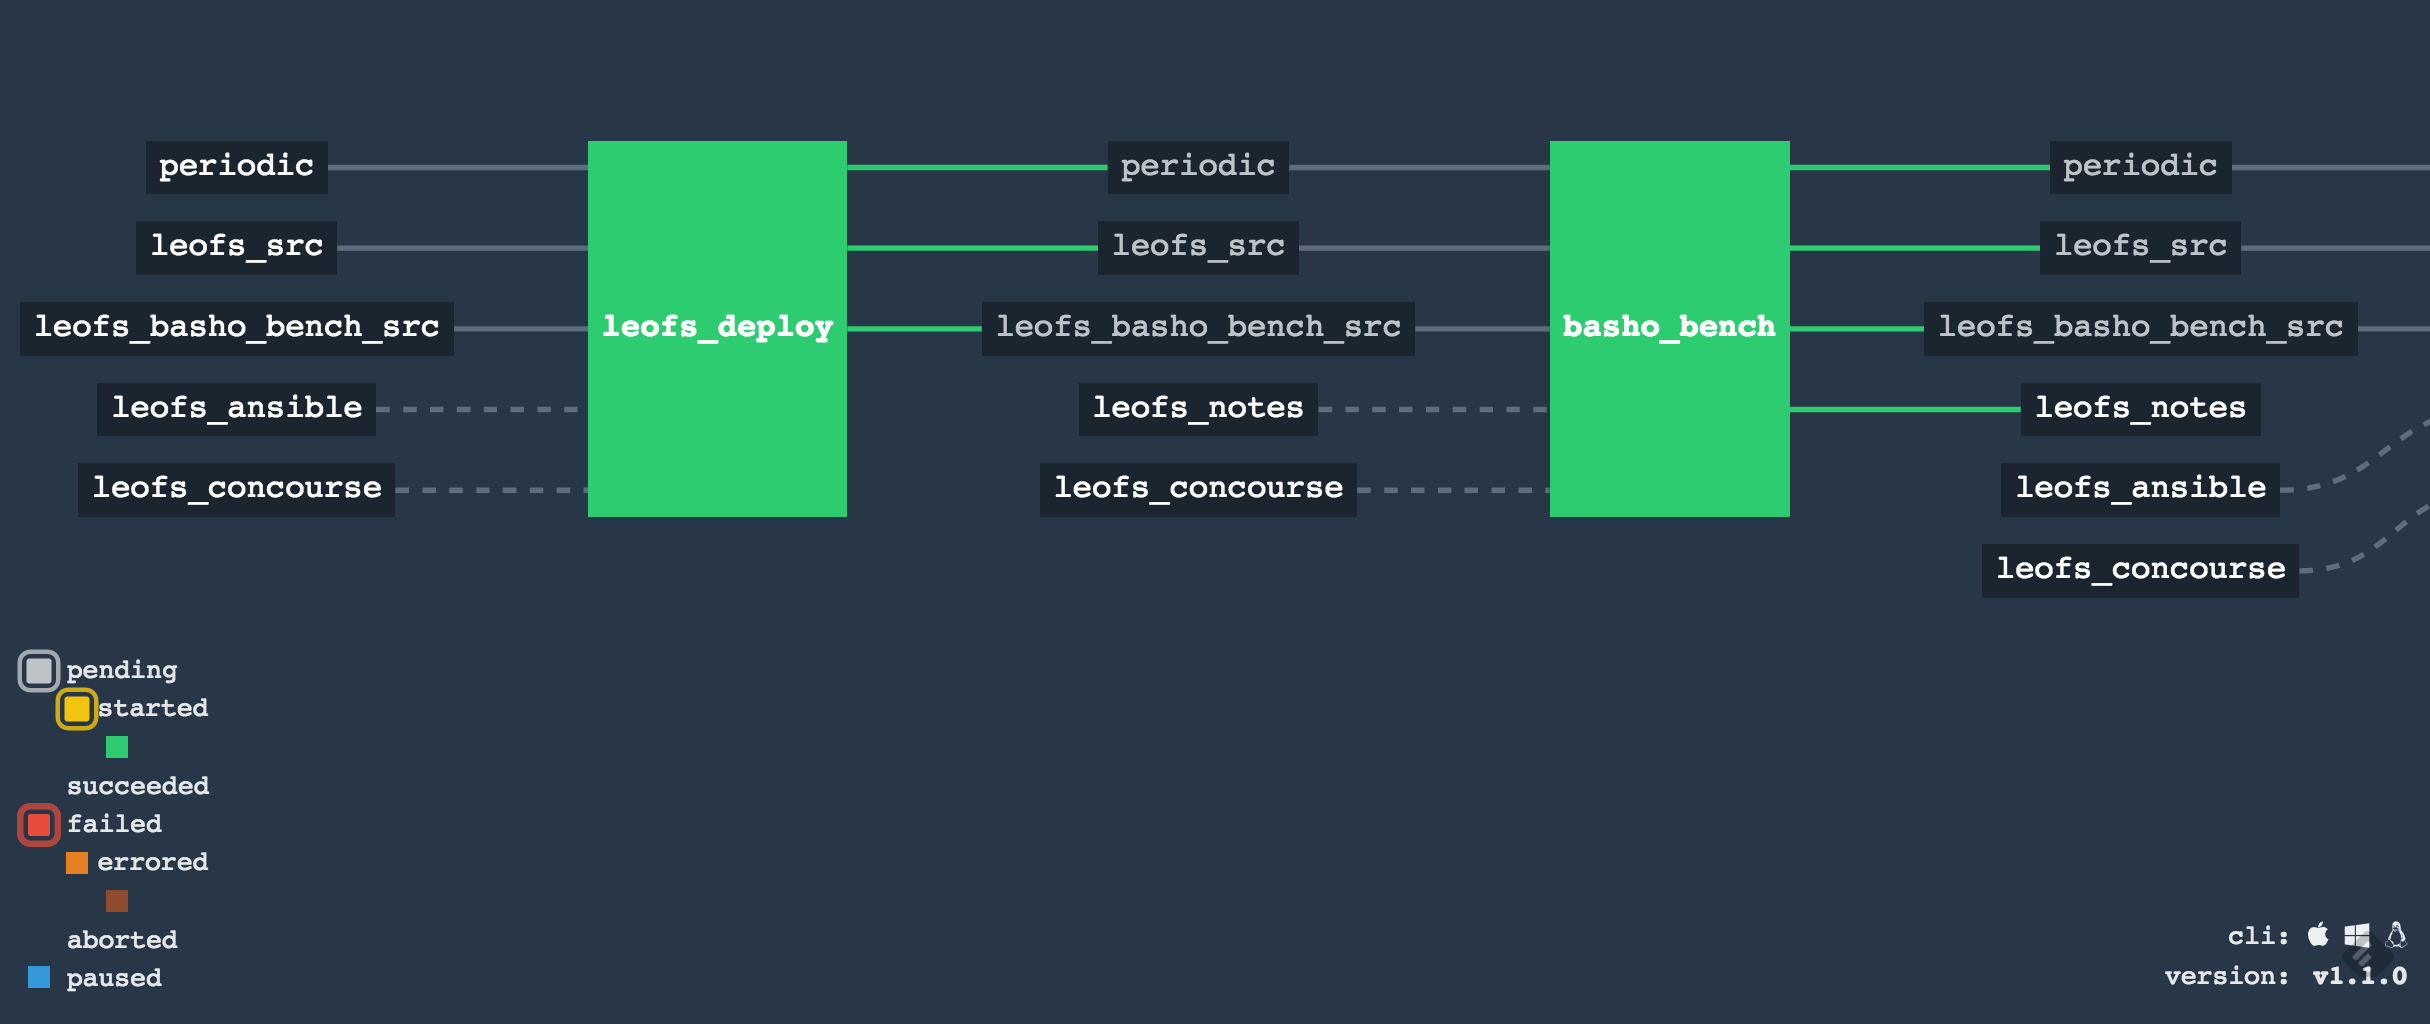 periodic
leofs_src
leofs_basho_bench_src
leofs_ansible
leofs_concourse
leofs_deploy
periodic
leofs_src
leofs_basho_bench_src
leofs_notes
leofs_concourse
basho_bench
periodic
leofs_src
leofs_basho_bench_src
leofs_notes
leofs_ansible
leofs_concourse
pending
started
succeeded
failed
errored
aborted
paused
cli:
version: v1.1.0